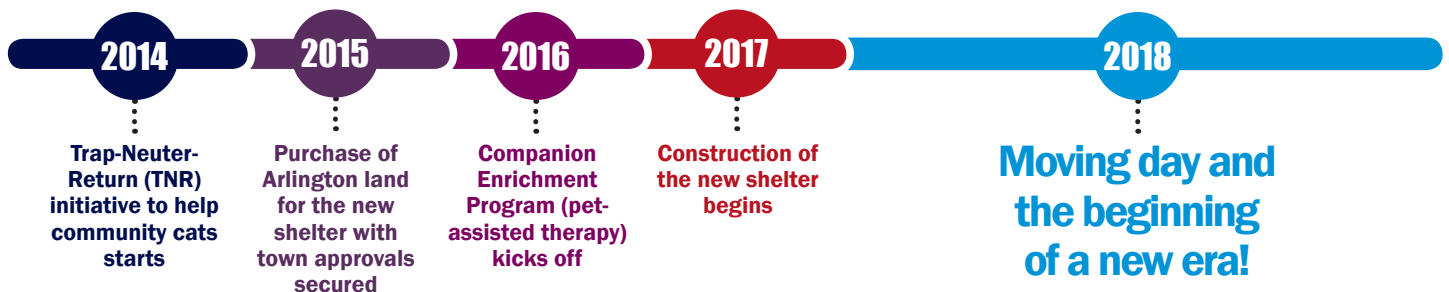 2014
Trap-Neuter-
Return (TNR)
initiative to help
community cats
starts
2015
Purchase of
Arlington land
for the new
shelter with
town approvals
secured
2016
Companion
Enrichment
Program (pet-
assisted therapy)
kicks off
2017
Construction of
the new shelter
begins
2018
Moving day and
the beginning
of a new era!